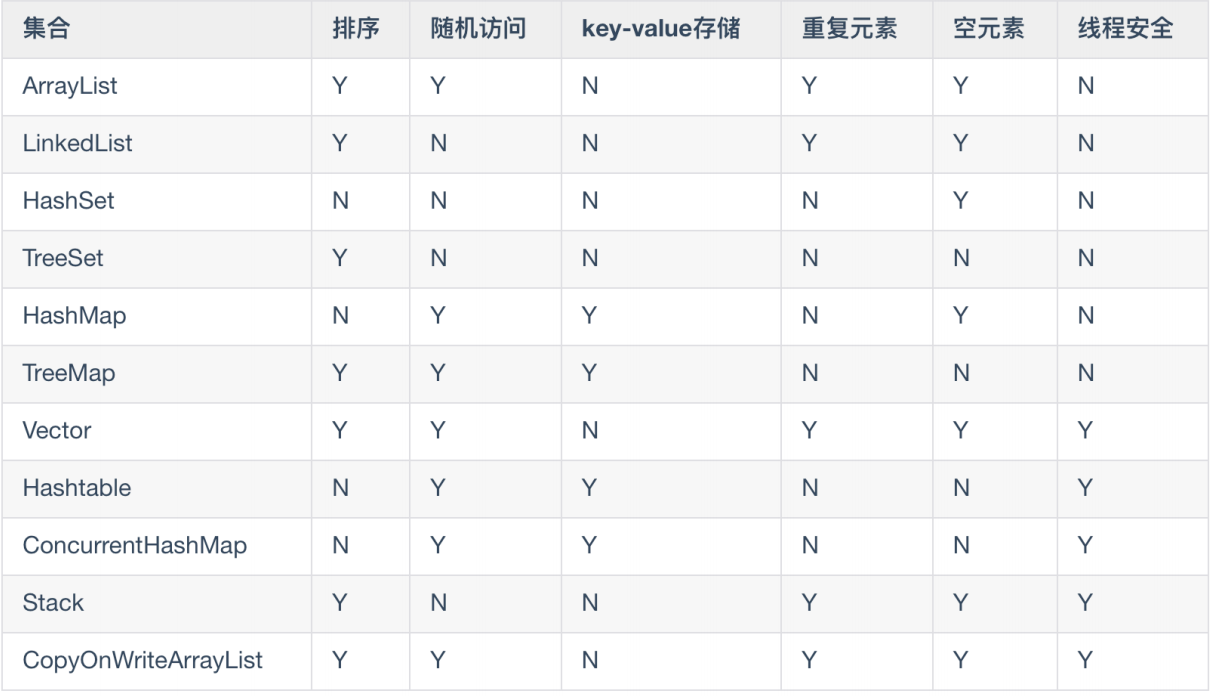 集合 排序 随机访问 key-value存储 重复元素 空元素 线程安全
ArrayList Y Y N Y Y N
LinkedList Y N N Y Y N
HashSet N N N N Y N
TreeSet Y N N N N N
HashMap N Y Y N Y N
TreeMap Y Y Y N N N
Vector Y Y N Y Y Y
Hashtable N Y Y N N Y
ConcurrentHashMap N Y Y N N Y
Stack Y N N Y Y Y
CopyOnWriteArrayList Y Y N Y Y Y